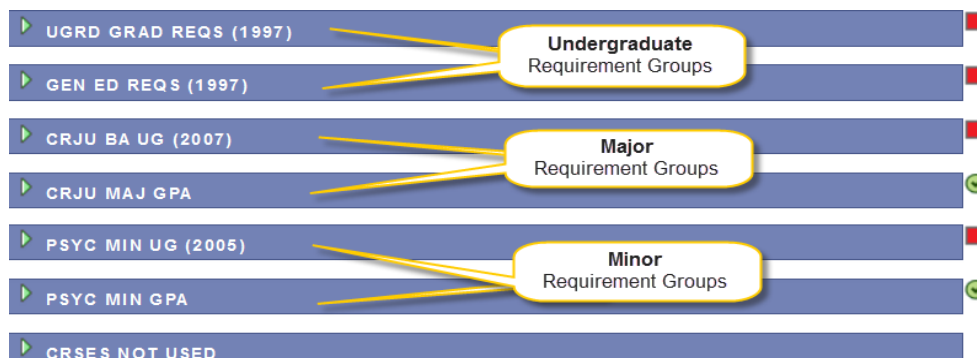 UGRD GRAD REQS (1997)
Undergraduate
Requirement Groups
GEN ED REQS (1997)
CRJU BA UG (2007)
Major
Requirement Groups
CRJU MAJ GPA
PSYC MIN UG (2005)
Minor
Requirement Groups
PSYC MIN GPA
CRSES NOT USED